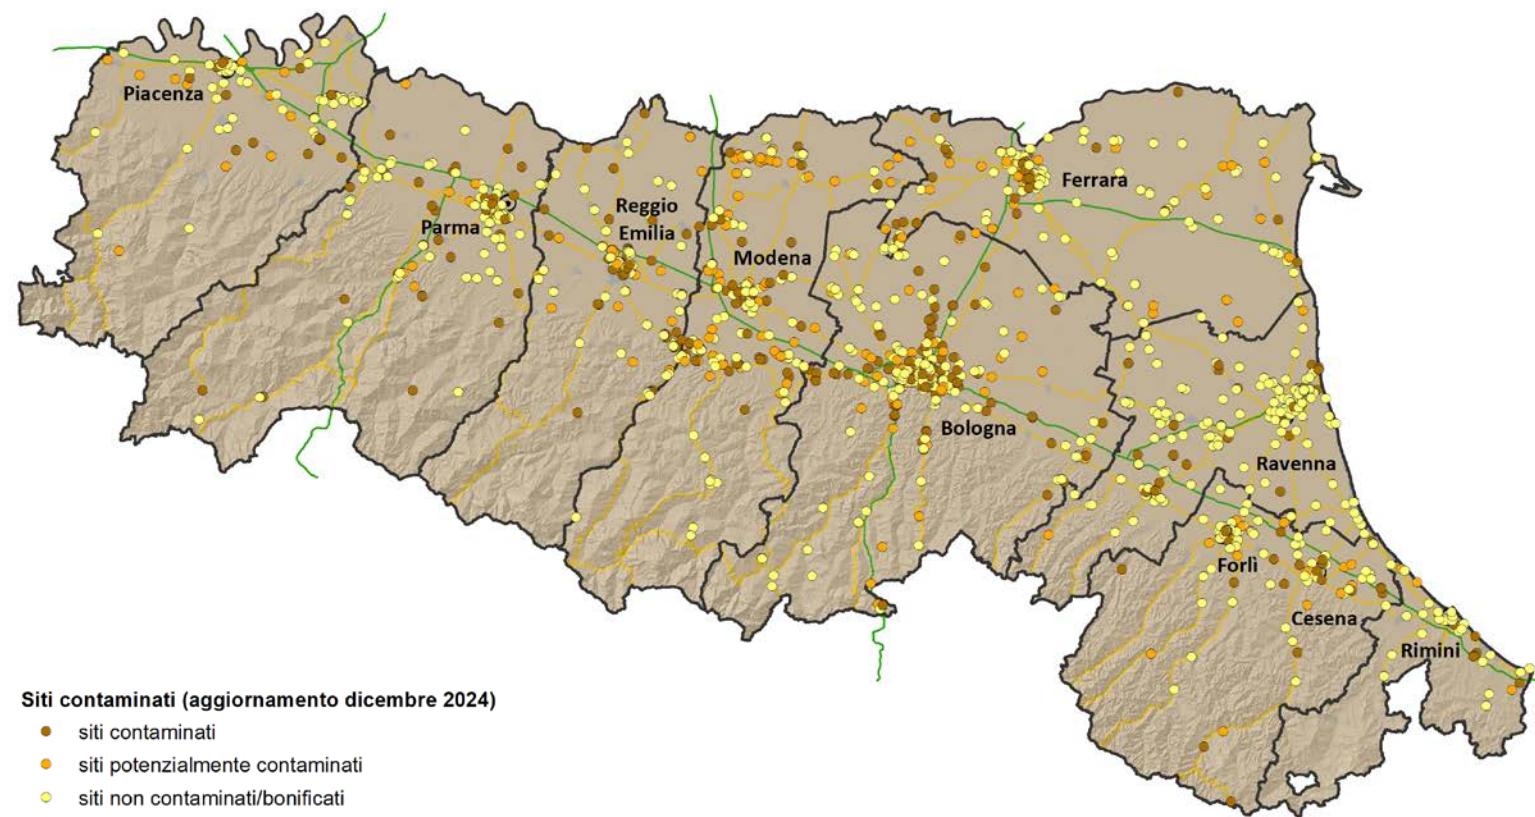 Piacenza
Parma
Reggio
Emilia
Modena
Ferrara
Bologna
Ravenna
Forlì
Cesena
Rimini
Siti contaminati (aggiornamento dicembre 2024)
siti contaminati
siti potenzialmente contaminati
siti non contaminati/bonificati